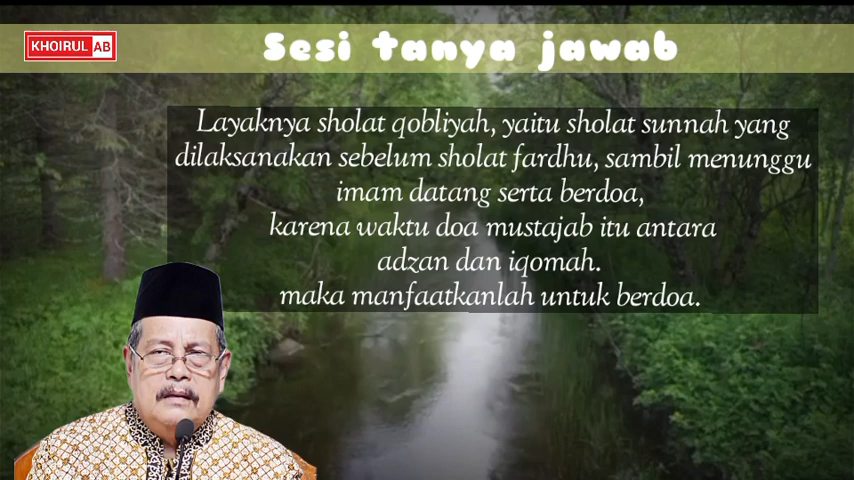 KHOIRUL AB
Sesi tanya jawab
Layaknya sholat qobliyah, yaitu sholat sunnah yang
dilaksanakan sebelum sholat fardhu, sambil menunggu
imam datang serta berdoa,
karena waktu doa mustajab itu antara
adzan dan iqomah.
maka manfaatkanlah untuk berdoa.